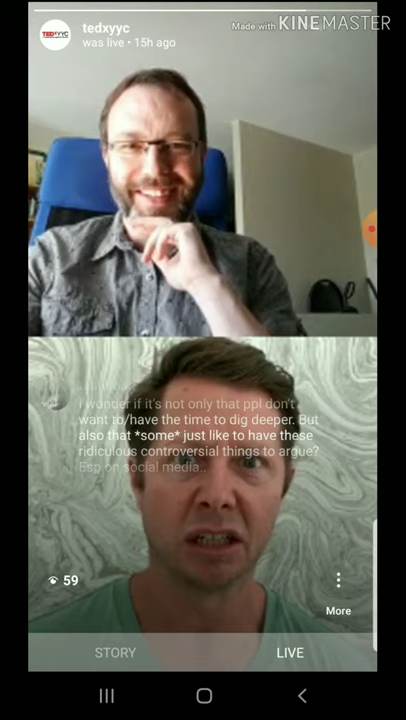 tedxyyc
was live • 15h ago
Made with KINEMASTER
TEDxYYC
I wonder if it's not only that ppl don't
want to/have the time to dig deeper. But
also that *some* just like to have these
ridiculous controversial things to argue?
Esp on social media..
59
More
STORY
LIVE